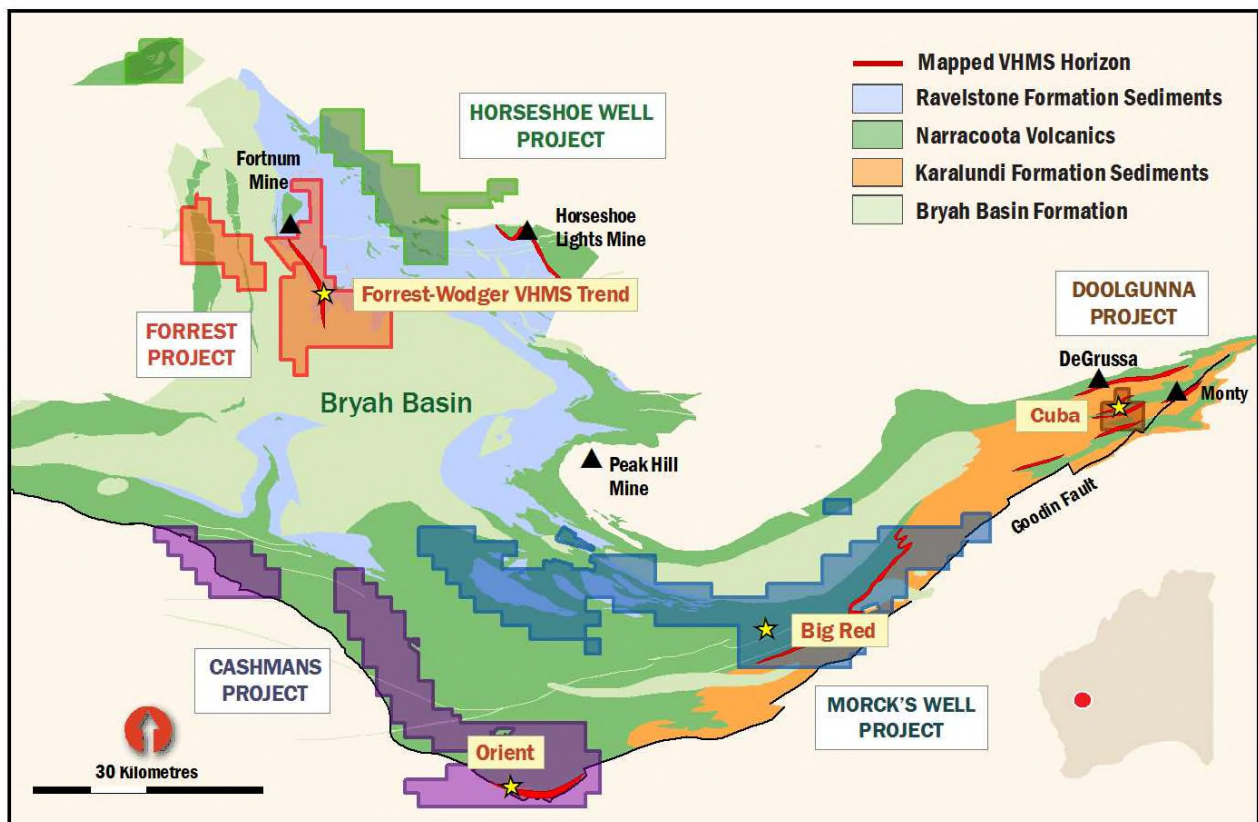 Mapped VHMS Horizon
Ravelstone Formation Sediments
Narracoota Volcanics
Karalundi Formation Sediments
Bryah Basin Formation
HORSESHOE WELL
PROJECT
Fortnum
Mine
Horseshoe
Lights Mine
Forrest-Wodger VHMS Trend
FORREST
PROJECT
DOOLGUNNA
PROJECT
DeGrussa
Monty
Cuba
Bryah Basin
Peak Hill
Mine
Goodin Fault
Big Red
CASHMANS
PROJECT
MORCK'S WELL
PROJECT
Orient
30 Kilometres